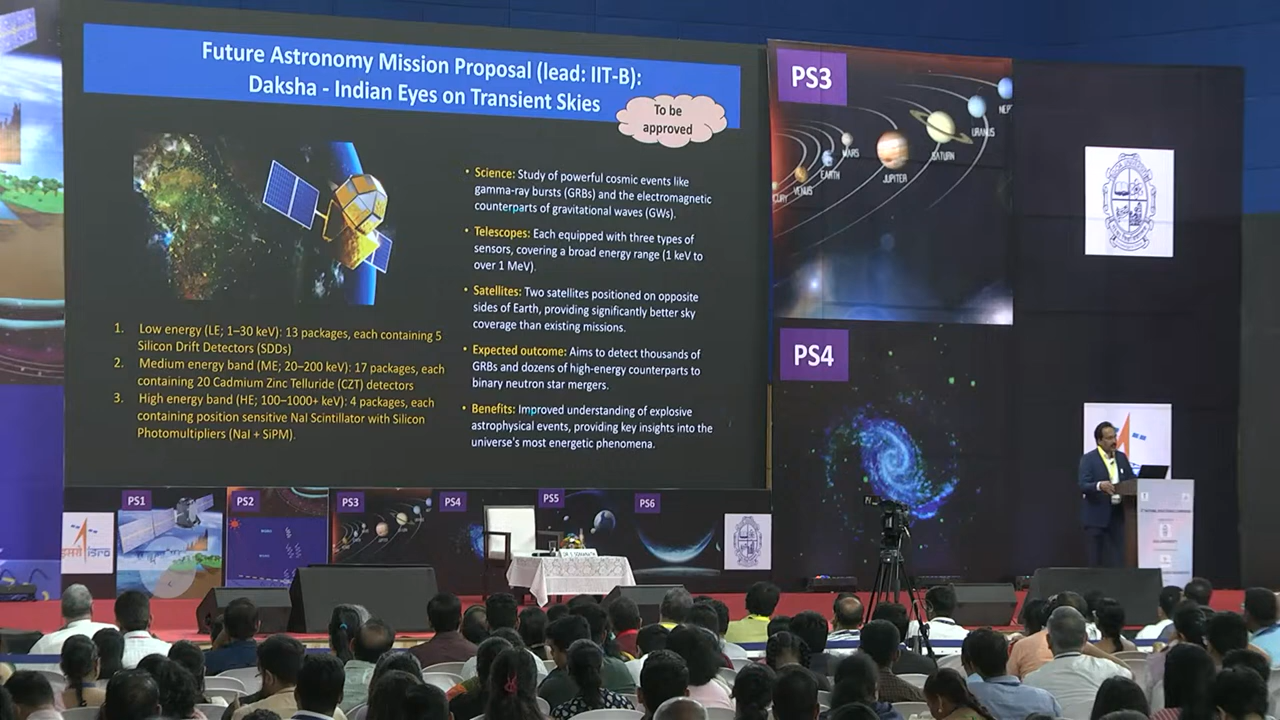 Future Astronomy Mission Proposal (lead: IIT-B):
Daksha - Indian Eyes on Transient Skies
To be
approved
• Science: Study of powerful cosmic events like
gamma-ray bursts (GRBs) and the electromagnetic
counterparts of gravitational waves (GWs).
• Telescopes: Each equipped with three types of
sensors, covering a broad energy range (1 keV to
over 1 MeV).
• Satellites: Two satellites positioned on opposite
sides of Earth, providing significantly better sky
coverage than existing missions.
• Expected outcome: Aims to detect thousands of
GRBs and dozens of high-energy counterparts to
binary neutron star mergers.
• Benefits: Improved understanding of explosive
astrophysical events, providing key insights into the
universe's most energetic phenomena.
1. Low energy (LE; 1–30 keV): 13 packages, each containing 5
Silicon Drift Detectors (SDDs)
2. Medium energy band (ME; 20–200 keV): 17 packages, each
containing 20 Cadmium Zinc Telluride (CZT) detectors
3. High energy band (HE; 100–1000+ keV): 4 packages, each
containing position sensitive NaI Scintillator with Silicon
Photomultipliers (NaI + SiPM).
PS3
CURY
VENUS
EARTH
MARS
JUPITER
SATURN
URANUS
NEP
PS4
PS1
PS2
PS3
PS4
PS5
PS6
इसरो isro